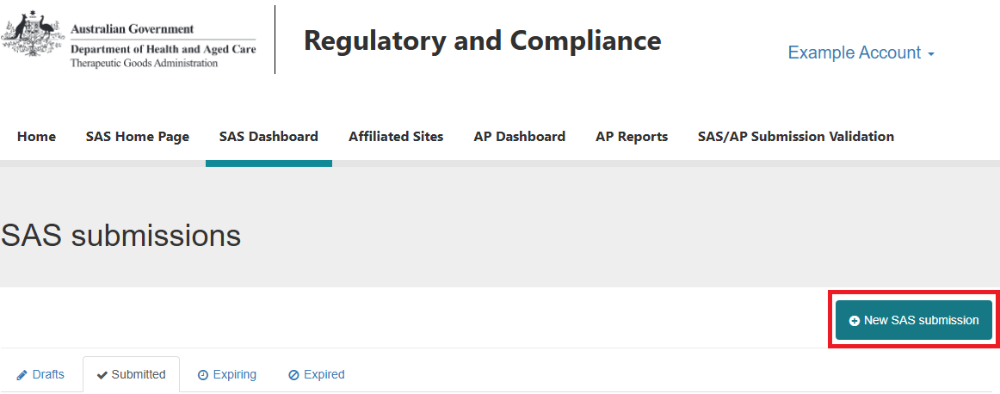 Australian Government
Department of Health and Aged Care
Therapeutic Goods Administration
Regulatory and Compliance
Example Account
Home SAS Home Page SAS Dashboard Affiliated Sites AP Dashboard AP Reports SAS/AP Submission Validation
SAS submissions
New SAS submission
Drafts Submitted Expiring Expired